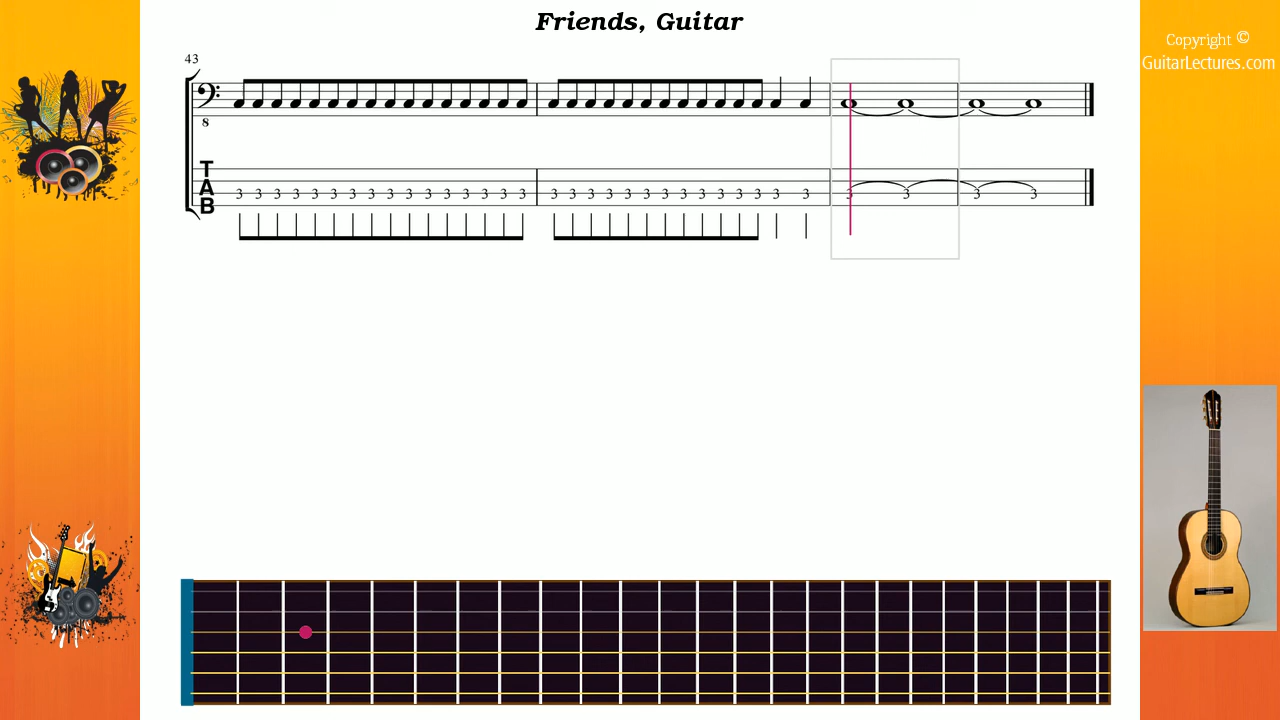 Friends, Guitar
Copyright ©
GuitarLectures.com
43
8
T
A
B
3 3 3 3 3 3 3 3 3 3 3 3 3 3 3 3 3 3 3 3 3 3 3 3 3 3 3 3 3 3 3 3 3 3